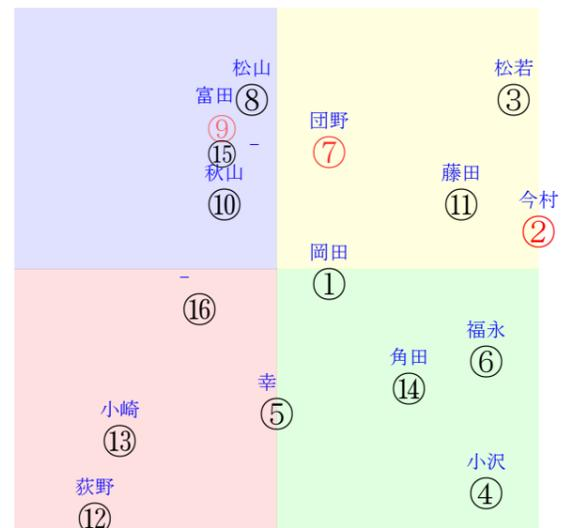 松山
⑧
松若
③
富田
⑨
⑮
−
団野
⑦
秋山
⑩
藤田
⑪
今村
②
岡田
①
−
⑯
福永
⑥
角田
⑭
幸
⑤
小崎
⑬
小沢
④
荻野
⑫